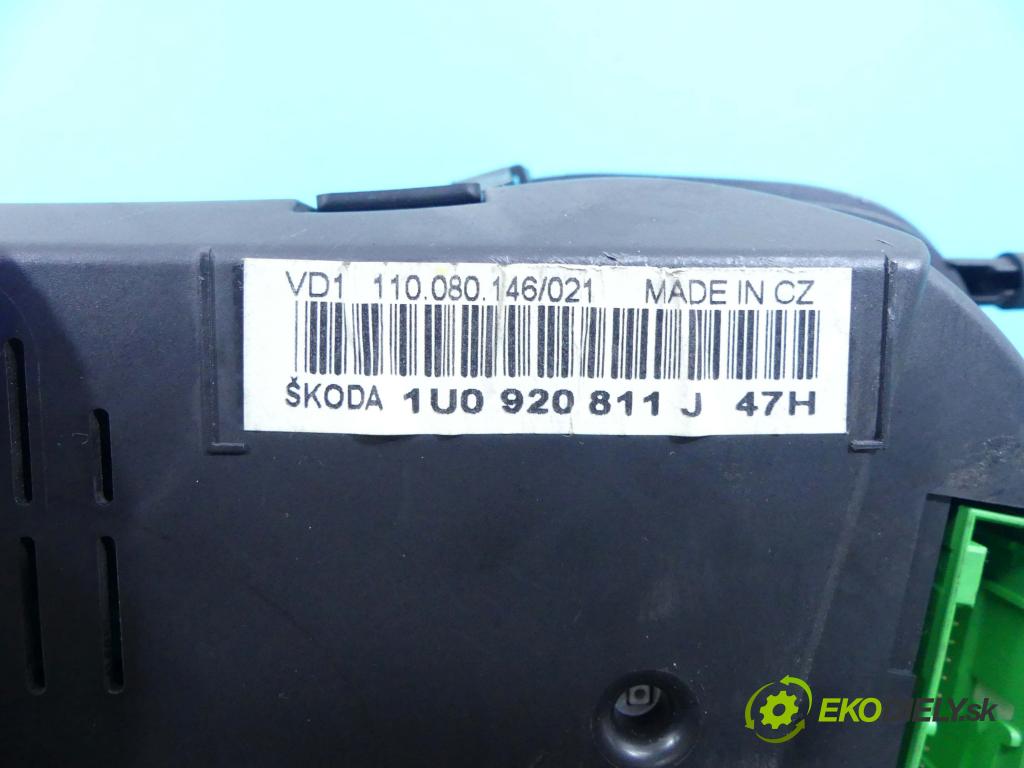 VD1 110.080.146/021 MADE IN CZ
ŠKODA 1U0 920 811 J 47H
EKODIELY.sk